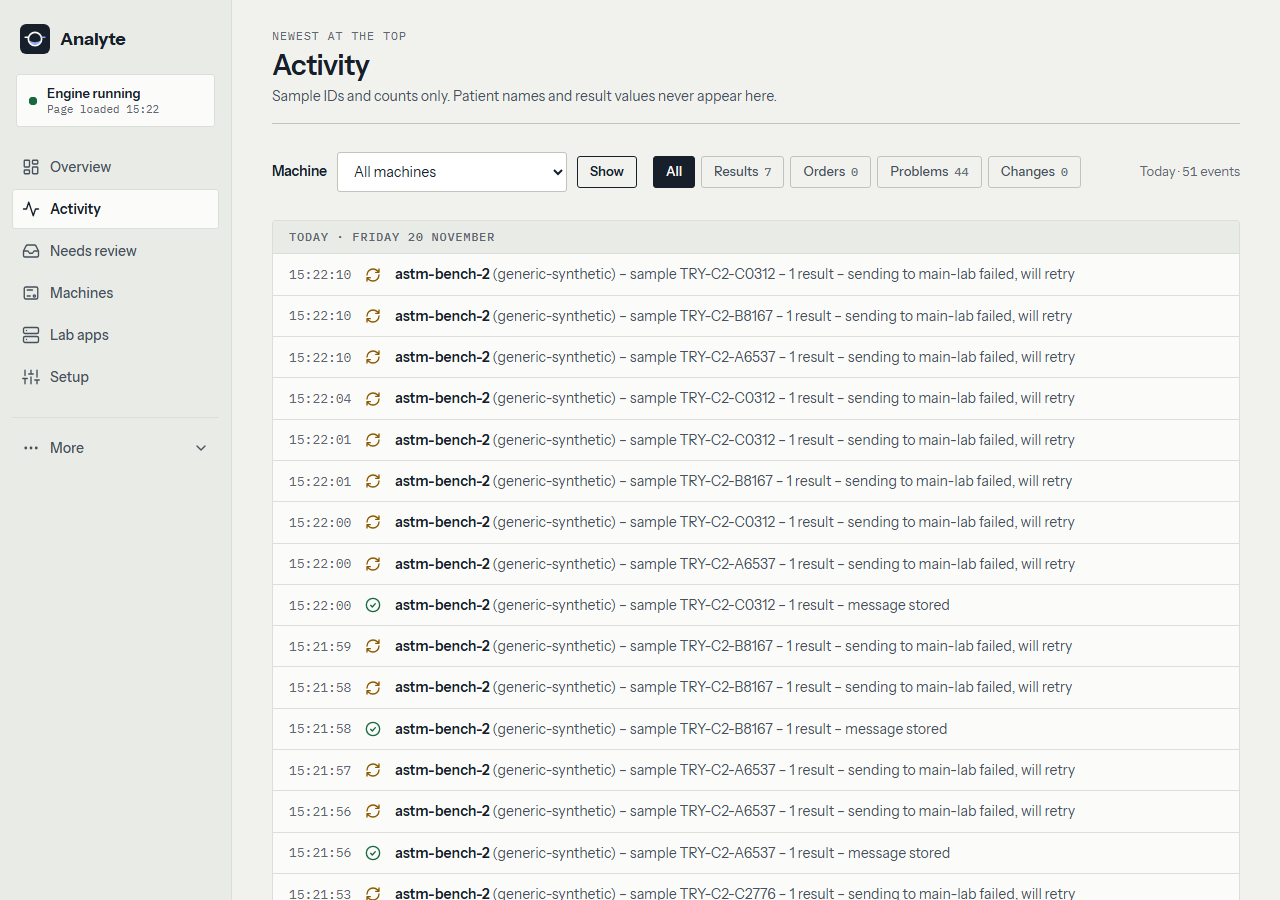 Analyte
Engine running
Page loaded 15:22
Overview
Activity
Needs review
Machines
Lab apps
Setup
More
NEWEST AT THE TOP
Activity
Sample IDs and counts only. Patient names and result values never appear here.
Machine All machines Show All Results 7 Orders 0 Problems 44 Changes 0 Today · 51 events
TODAY · FRIDAY 20 NOVEMBER
15:22:10 astm-bench-2 (generic-synthetic) – sample TRY-C2-C0312 – 1 result – sending to main-lab failed, will retry
15:22:10 astm-bench-2 (generic-synthetic) – sample TRY-C2-B8167 – 1 result – sending to main-lab failed, will retry
15:22:10 astm-bench-2 (generic-synthetic) – sample TRY-C2-A6537 – 1 result – sending to main-lab failed, will retry
15:22:04 astm-bench-2 (generic-synthetic) – sample TRY-C2-C0312 – 1 result – sending to main-lab failed, will retry
15:22:01 astm-bench-2 (generic-synthetic) – sample TRY-C2-C0312 – 1 result – sending to main-lab failed, will retry
15:22:01 astm-bench-2 (generic-synthetic) – sample TRY-C2-B8167 – 1 result – sending to main-lab failed, will retry
15:22:00 astm-bench-2 (generic-synthetic) – sample TRY-C2-C0312 – 1 result – sending to main-lab failed, will retry
15:22:00 astm-bench-2 (generic-synthetic) – sample TRY-C2-A6537 – 1 result – sending to main-lab failed, will retry
15:22:00 astm-bench-2 (generic-synthetic) – sample TRY-C2-C0312 – 1 result – message stored
15:21:59 astm-bench-2 (generic-synthetic) – sample TRY-C2-B8167 – 1 result – sending to main-lab failed, will retry
15:21:58 astm-bench-2 (generic-synthetic) – sample TRY-C2-B8167 – 1 result – sending to main-lab failed, will retry
15:21:58 astm-bench-2 (generic-synthetic) – sample TRY-C2-B8167 – 1 result – message stored
15:21:57 astm-bench-2 (generic-synthetic) – sample TRY-C2-A6537 – 1 result – sending to main-lab failed, will retry
15:21:56 astm-bench-2 (generic-synthetic) – sample TRY-C2-A6537 – 1 result – sending to main-lab failed, will retry
15:21:56 astm-bench-2 (generic-synthetic) – sample TRY-C2-A6537 – 1 result – message stored
15:21:53 astm-bench-2 (generic-synthetic) – sample TRY-C2-C2776 – 1 result – sending to main-lab failed, will retry